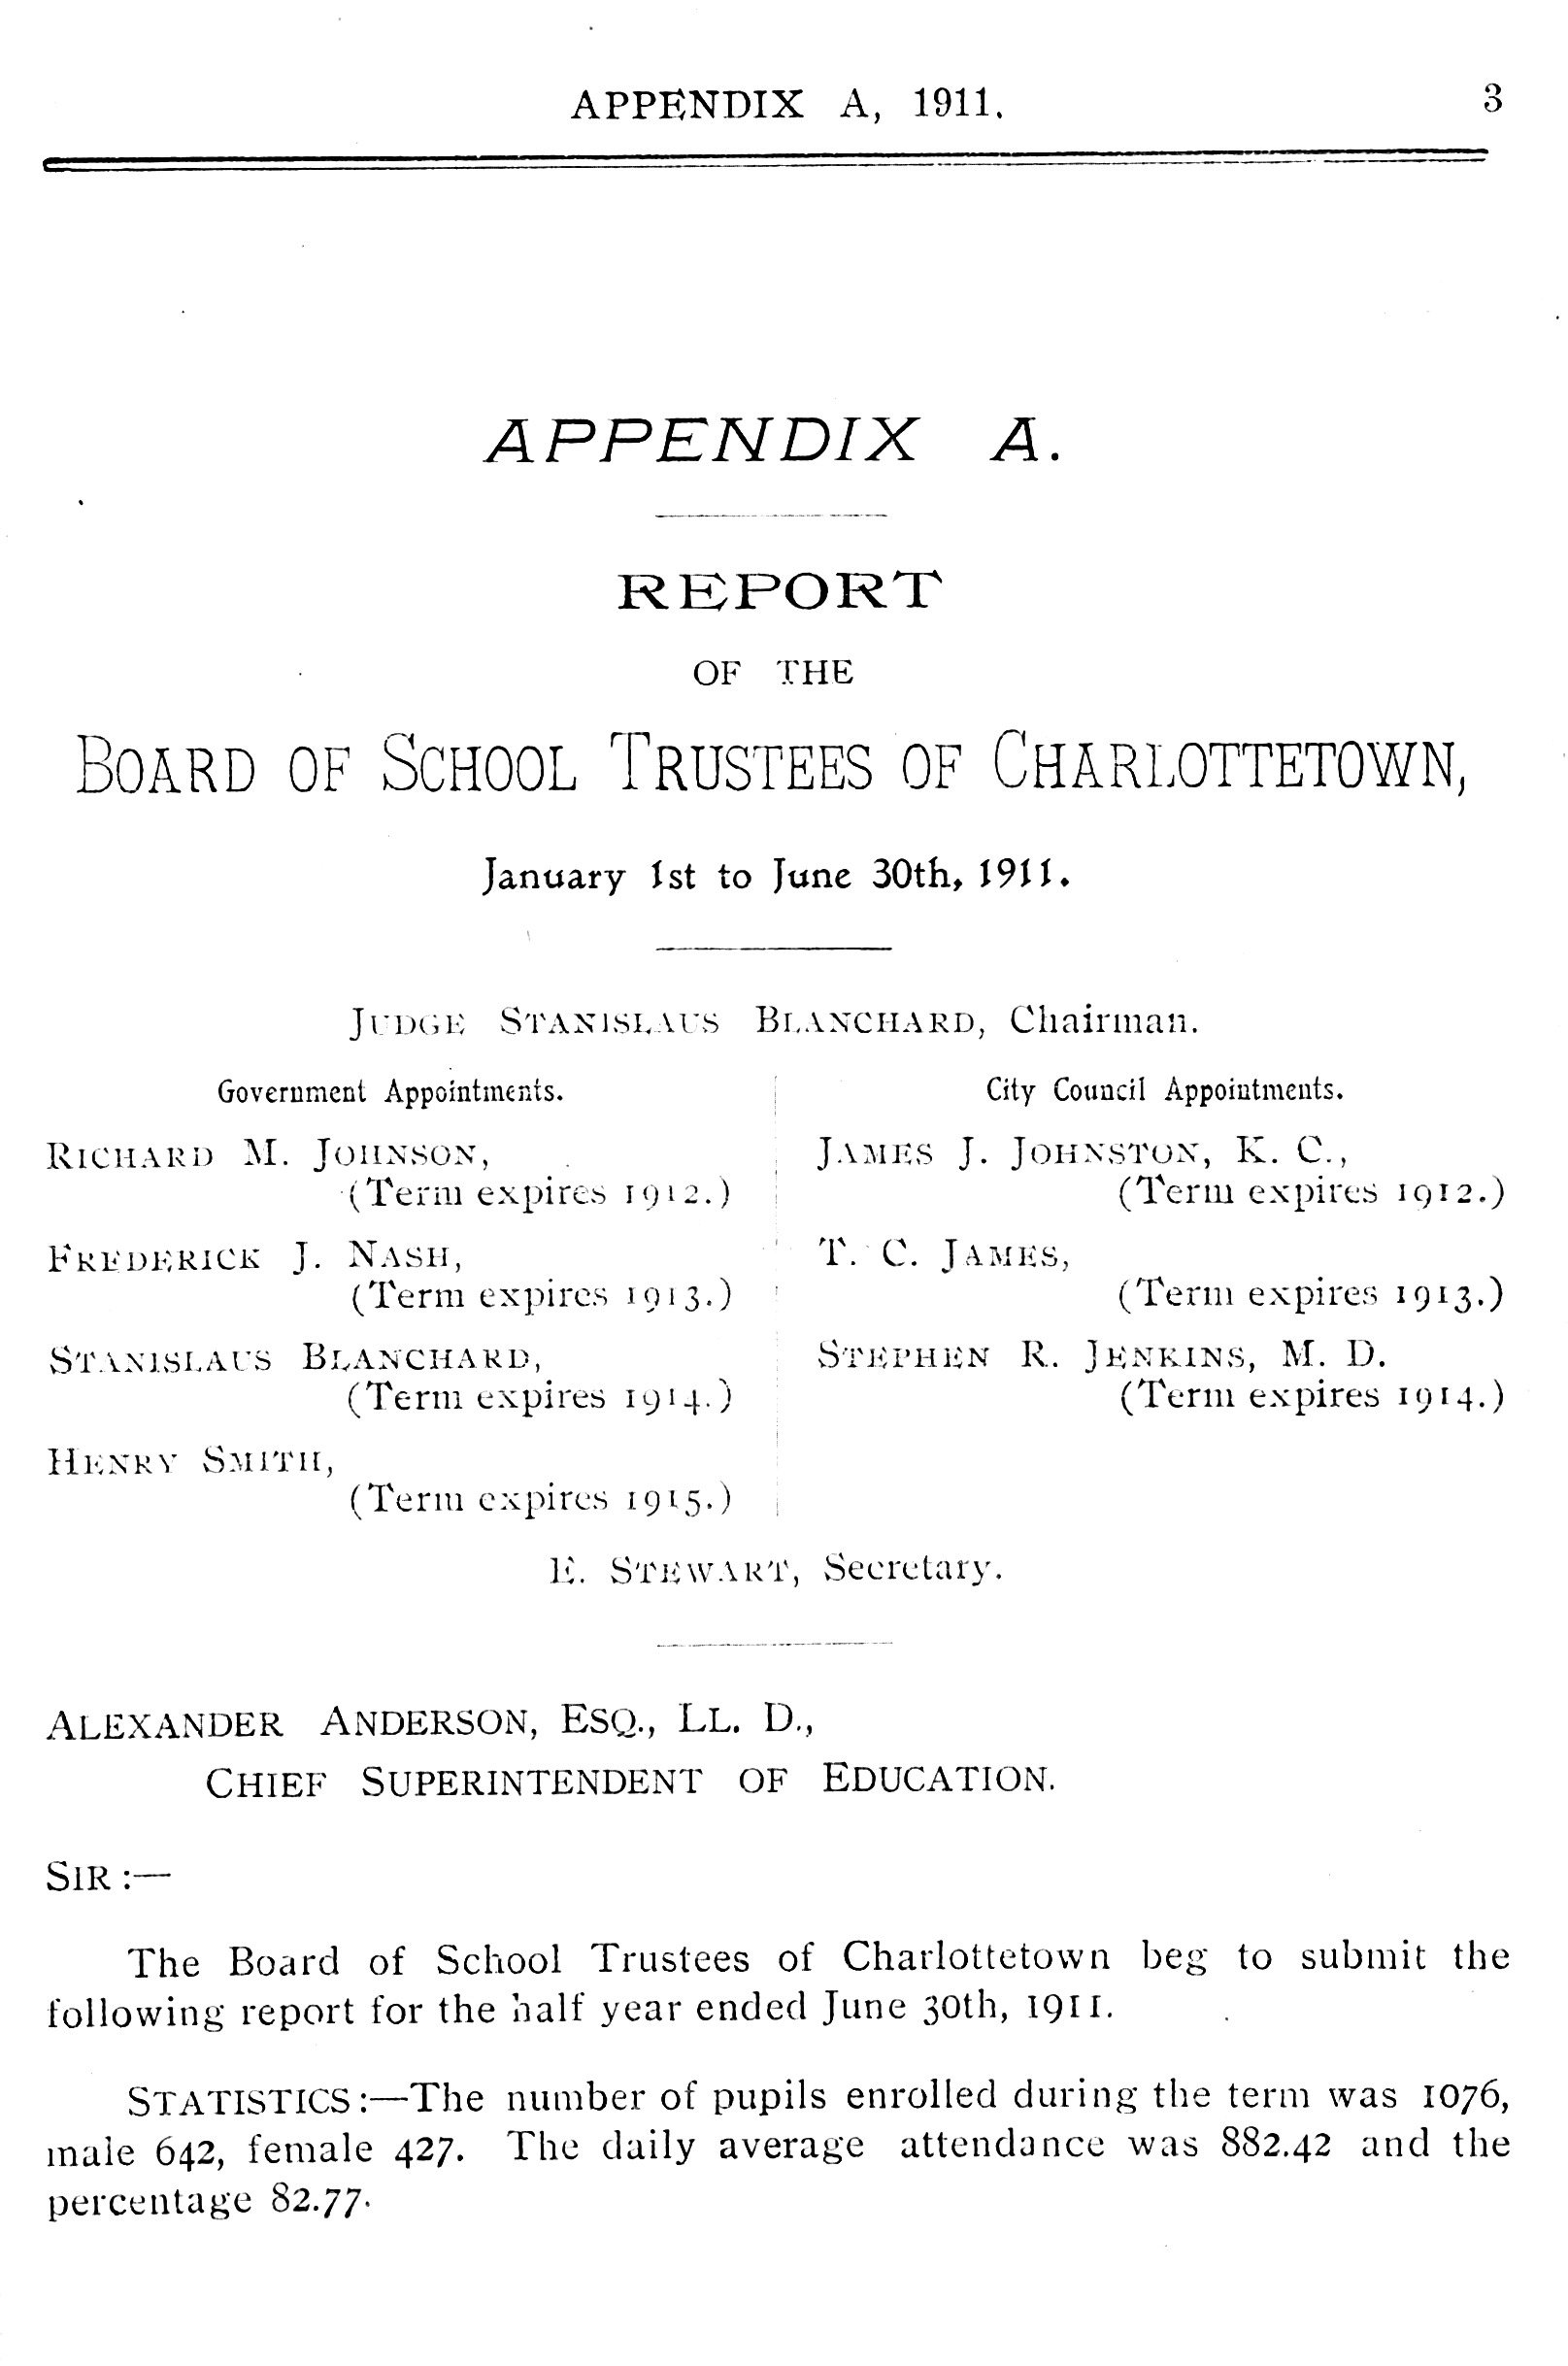 APPENDIX A, 1911. 3
APPENDIX A.
REPORT
OF THE
BOARD OF SCHOOL TRUSTEES OF CHARLOTTETOWN,
January 1st to June 30th, 1911.
JUDGE STANISLAUS BLANCHARD, Chairman.
Government Appointments.
RICHARD M. JOHNSON,
(Term expires 1912.)
FREDERICK J. NASH,
(Term expires 1913.)
STANISLAUS BLANCHARD,
(Term expires 1914.)
HENRY SMITH,
(Term expires 1915.)
City Council Appointments.
JAMES J. JOHNSTON, K. C.,
(Term expires 1912.)
T. C. JAMES,
(Term expires 1913.)
STEPHEN R. JENKINS, M. D.
(Term expires 1914.)
E. STEWART, Secretary.
ALEXANDER ANDERSON, ESQ., LL. D.,
CHIEF SUPERINTENDENT OF EDUCATION.
SIR :—
The Board of School Trustees of Charlottetown beg to submit the
following report for the half year ended June 30th, 1911.
STATISTICS :—The number of pupils enrolled during the term was 1076,
male 642, female 427. The daily average attendance was 882.42 and the
percentage 82.77.